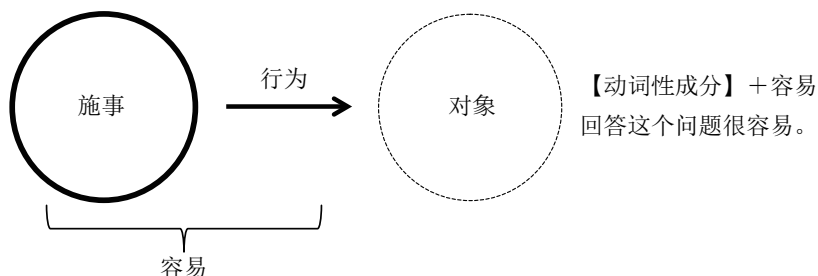 施事
行为
对象
【动词性成分】＋容易
回答这个问题很容易。
容易